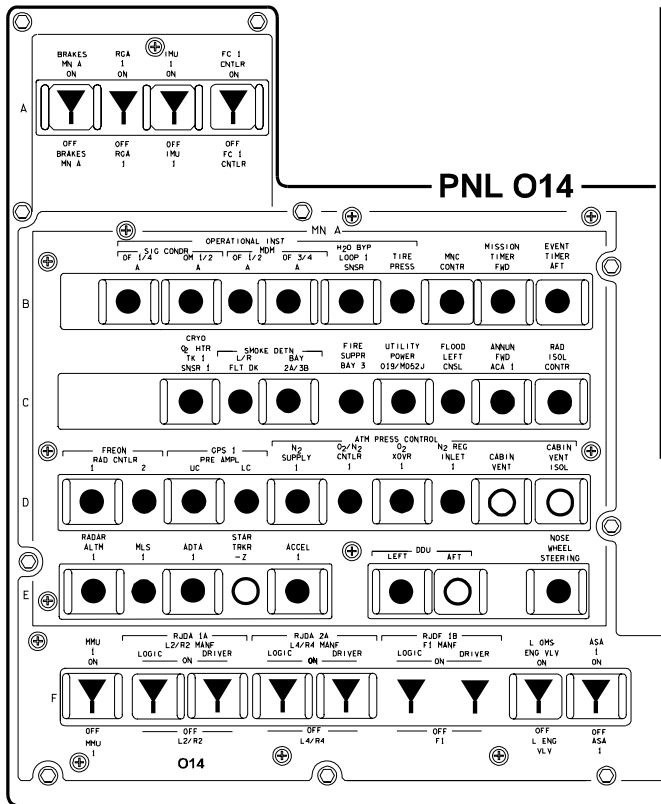 BRAKES RGA IMU FC 1
MN A 1 1 CNTLR
ON ON ON ON
A
OFF OFF OFF OFF
BRAKES RGA IMU FC 1
MN A 1 1 CNTLR
PNL O14
MN A
OPERATIONAL INST
SIG CONDR MDM H2O BYP MISSION EVENT
OF 1/4 OM 1/2 OF 1/2 OF 3/4 LOOP 1 TIRE MNC TIMER TIMER
A A A A SNSR PRESS CONTR FWD AFT
B
CRYO
O2 HTR SMOKE DETN FIRE UTILITY FLOOD ANNUN RAD
TK 1 L/R BAY SUPPR POWER LEFT FWD ISOL
SNSR 1 FLT DK 2A/3B BAY 3 O19/MO52J CNSL ACA 1 CONTR
C
ATM PRESS CONTROL
FREON GPS 1 N2 O2/N2 O2 N2 REG CABIN
RAD CNTLR PRE AMPL SUPPLY CNTLR XOVR INLET CABIN VENT
1 2 UC LC 1 1 1 1 VENT ISOL
D
RADAR STAR NOSE
ALTM MLS ADTA TRKR ACCEL DDU WHEEL
1 1 1 -Z 1 LEFT AFT STEERING
E
MMU RJDA 1A RJDA 2A RJDF 1B L OMS ASA
1 L2/R2 MANF L4/R4 MANF F1 MANF ENG VLV 1
ON LOGIC ON DRIVER LOGIC ON DRIVER LOGIC ON DRIVER ON ON
F
OFF OFF OFF OFF OFF OFF
MMU L2/R2 L4/R4 F1 L ENG ASA
1 VLV 1
O14